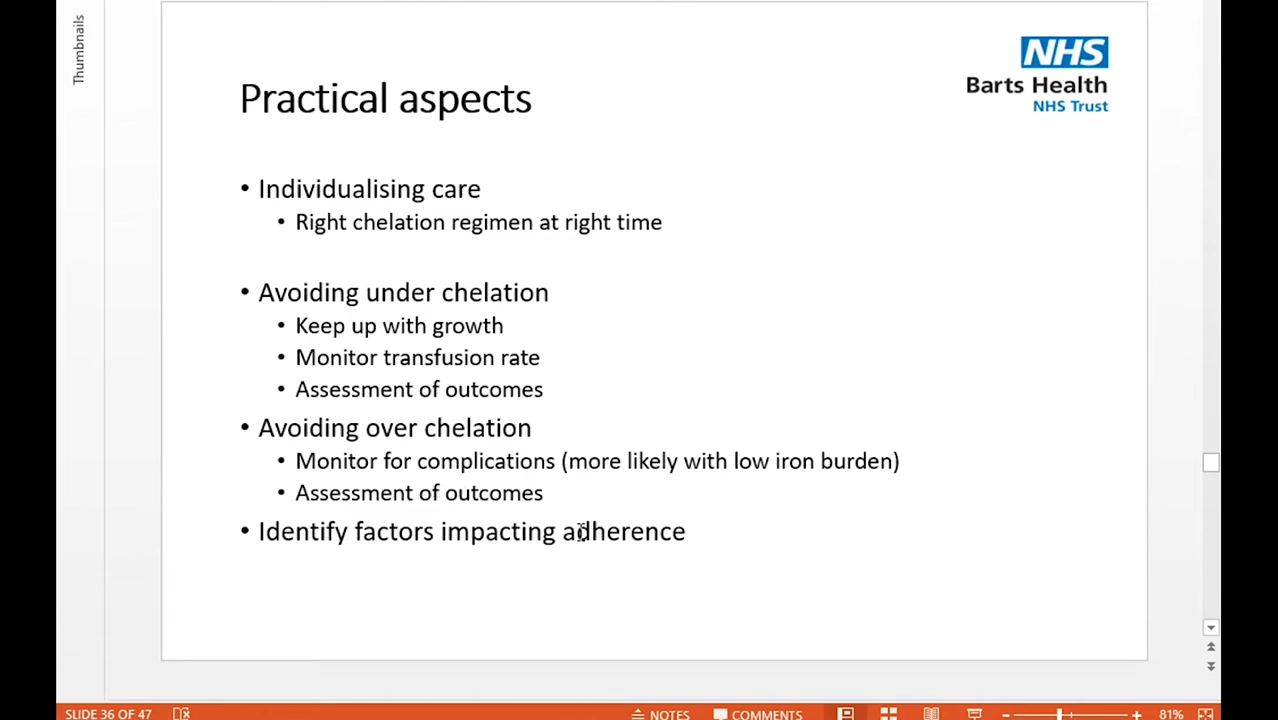 Thumbnails
NHS
Barts Health
NHS Trust
Practical aspects
• Individualising care
• Right chelation regimen at right time
• Avoiding under chelation
• Keep up with growth
• Monitor transfusion rate
• Assessment of outcomes
• Avoiding over chelation
• Monitor for complications (more likely with low iron burden)
• Assessment of outcomes
• Identify factors impacting adherence
SLIDE 36 OF 47 NOTES COMMENTS 81%